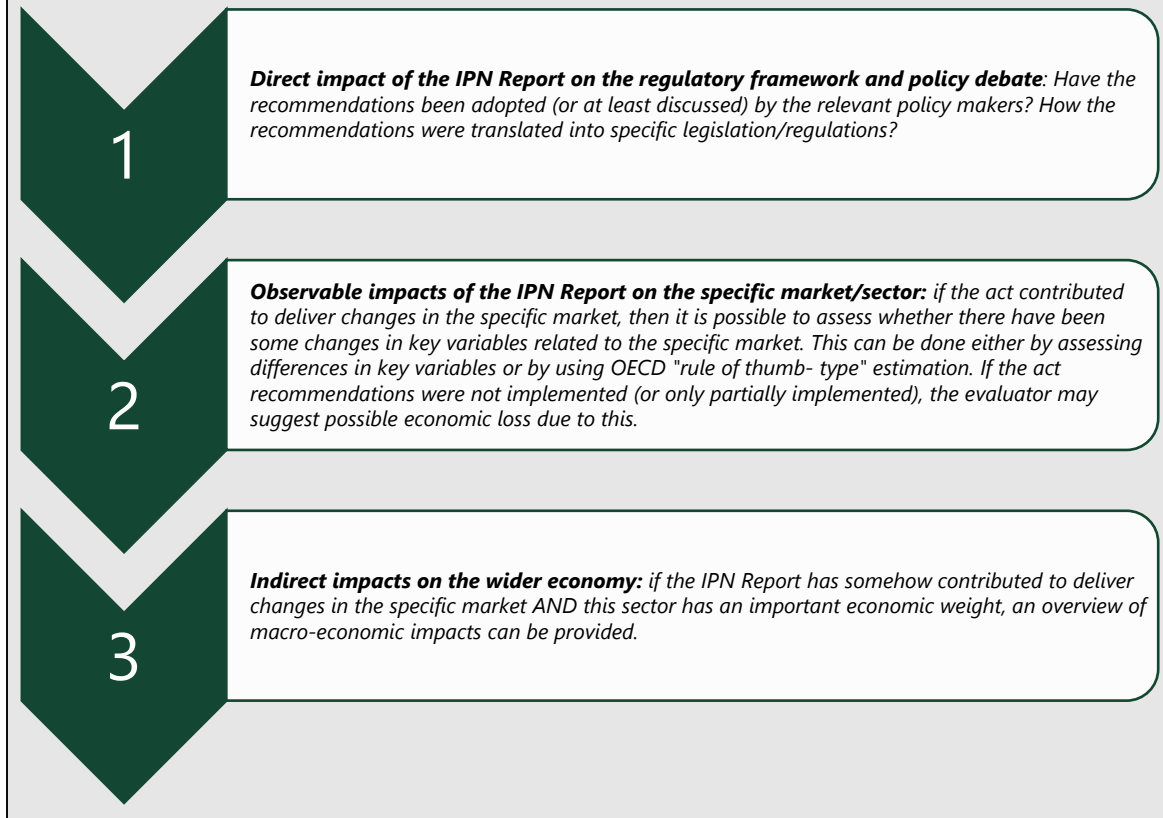 1
Direct impact of the IPN Report on the regulatory framework and policy debate: Have the
recommendations been adopted (or at least discussed) by the relevant policy makers? How the
recommendations were translated into specific legislation/regulations?
2
Observable impacts of the IPN Report on the specific market/sector: if the act contributed
to deliver changes in the specific market, then it is possible to assess whether there have been
some changes in key variables related to the specific market. This can be done either by assessing
differences in key variables or by using OECD "rule of thumb- type" estimation. If the act
recommendations were not implemented (or only partially implemented), the evaluator may
suggest possible economic loss due to this.
3
Indirect impacts on the wider economy: if the IPN Report has somehow contributed to deliver
changes in the specific market AND this sector has an important economic weight, an overview of
macro-economic impacts can be provided.